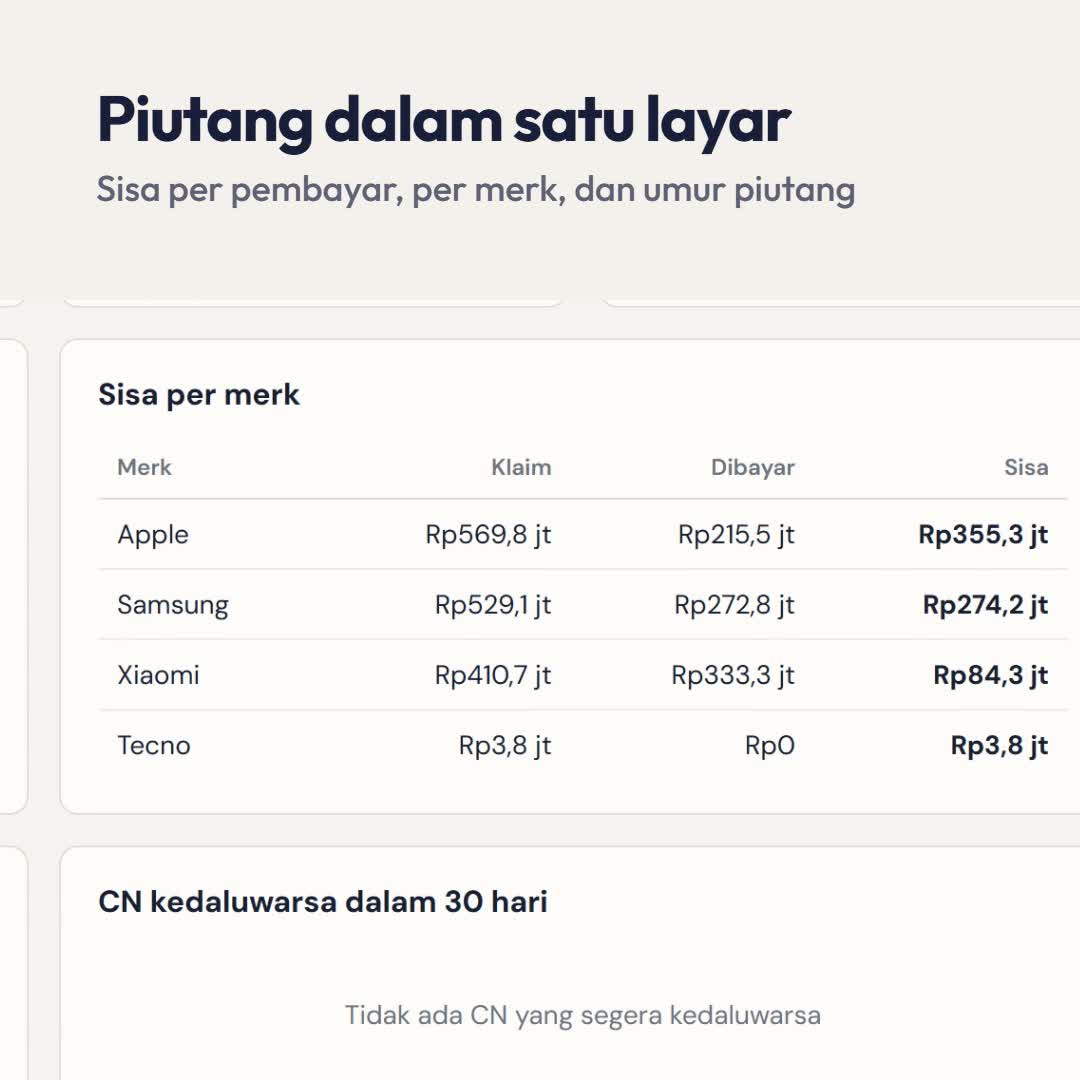 Piutang dalam satu layar
Sisa per pembayar, per merk, dan umur piutang
Sisa per merk
Merk Klaim Dibayar Sisa
Apple Rp569,8 jt Rp215,5 jt Rp355,3 jt
Samsung Rp529,1 jt Rp272,8 jt Rp274,2 jt
Xiaomi Rp410,7 jt Rp333,3 jt Rp84,3 jt
Tecno Rp3,8 jt Rp0 Rp3,8 jt
CN kedaluwarsa dalam 30 hari
Tidak ada CN yang segera kedaluwarsa